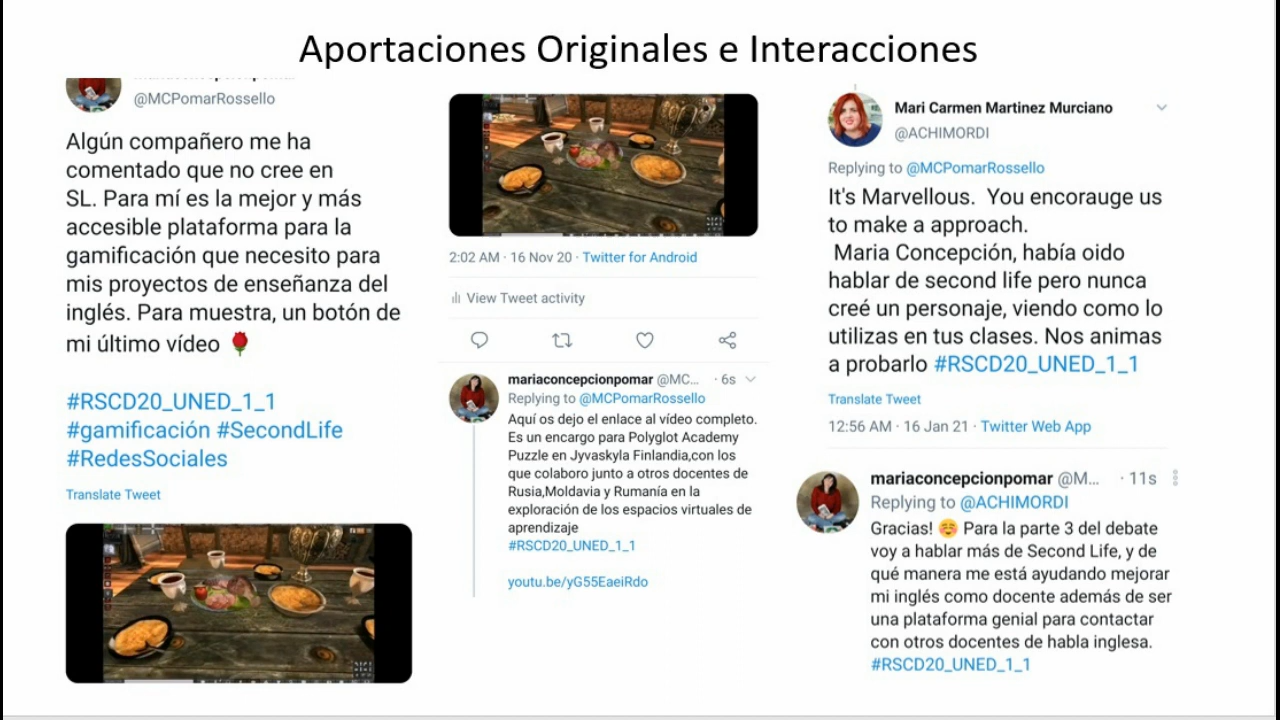 Aportaciones Originales e Interacciones
@MCPomarRossello
Algún compañero me ha
comentado que no cree en
SL. Para mí es la mejor y más
accesible plataforma para la
gamificación que necesito para
mis proyectos de enseñanza del
inglés. Para muestra, un botón de
mi último vídeo 🌹
#RSCD20_UNED_1_1
#gamificación #SecondLife
#RedesSociales
Translate Tweet
2:02 AM · 16 Nov 20 · Twitter for Android
View Tweet activity
mariaconcepcionpomar @MC... · 6s
Replying to @MCPomarRossello
Aquí os dejo el enlace al vídeo completo.
Es un encargo para Polyglot Academy
Puzzle en Jyvaskyla Finlandia,con los
que colaboro junto a otros docentes de
Rusia,Moldavia y Rumanía en la
exploración de los espacios virtuales de
aprendizaje
#RSCD20_UNED_1_1
youtu.be/yG55EaeiRdo
Mari Carmen Martinez Murciano
@ACHIMORDI
Replying to @MCPomarRossello
It's Marvellous. You encorauge us
to make a approach.
Maria Concepción, había oido
hablar de second life pero nunca
creé un personaje, viendo como lo
utilizas en tus clases. Nos animas
a probarlo #RSCD20_UNED_1_1
Translate Tweet
12:56 AM · 16 Jan 21 · Twitter Web App
mariaconcepcionpomar @M... · 11s
Replying to @ACHIMORDI
Gracias! ☺️ Para la parte 3 del debate
voy a hablar más de Second Life, y de
qué manera me está ayudando mejorar
mi inglés como docente además de ser
una plataforma genial para contactar
con otros docentes de habla inglesa.
#RSCD20_UNED_1_1